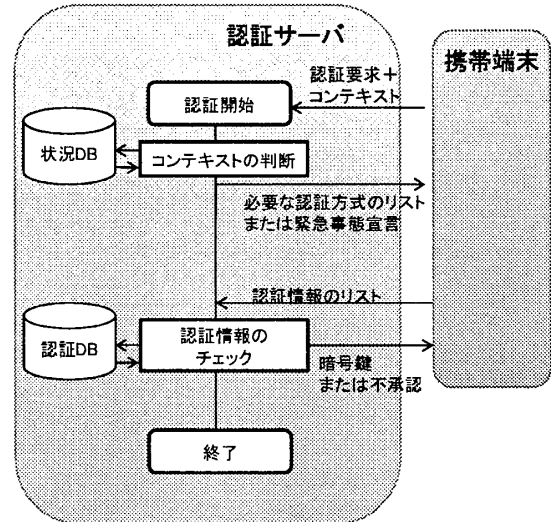 認証サーバ
携帯端末
認証要求＋
コンテキスト
認証開始
状況DB
コンテキストの判断
必要な認証方式のリスト
または緊急事態宣言
認証情報のリスト
認証DB
認証情報の
チェック
暗号鍵
または不承認
終了